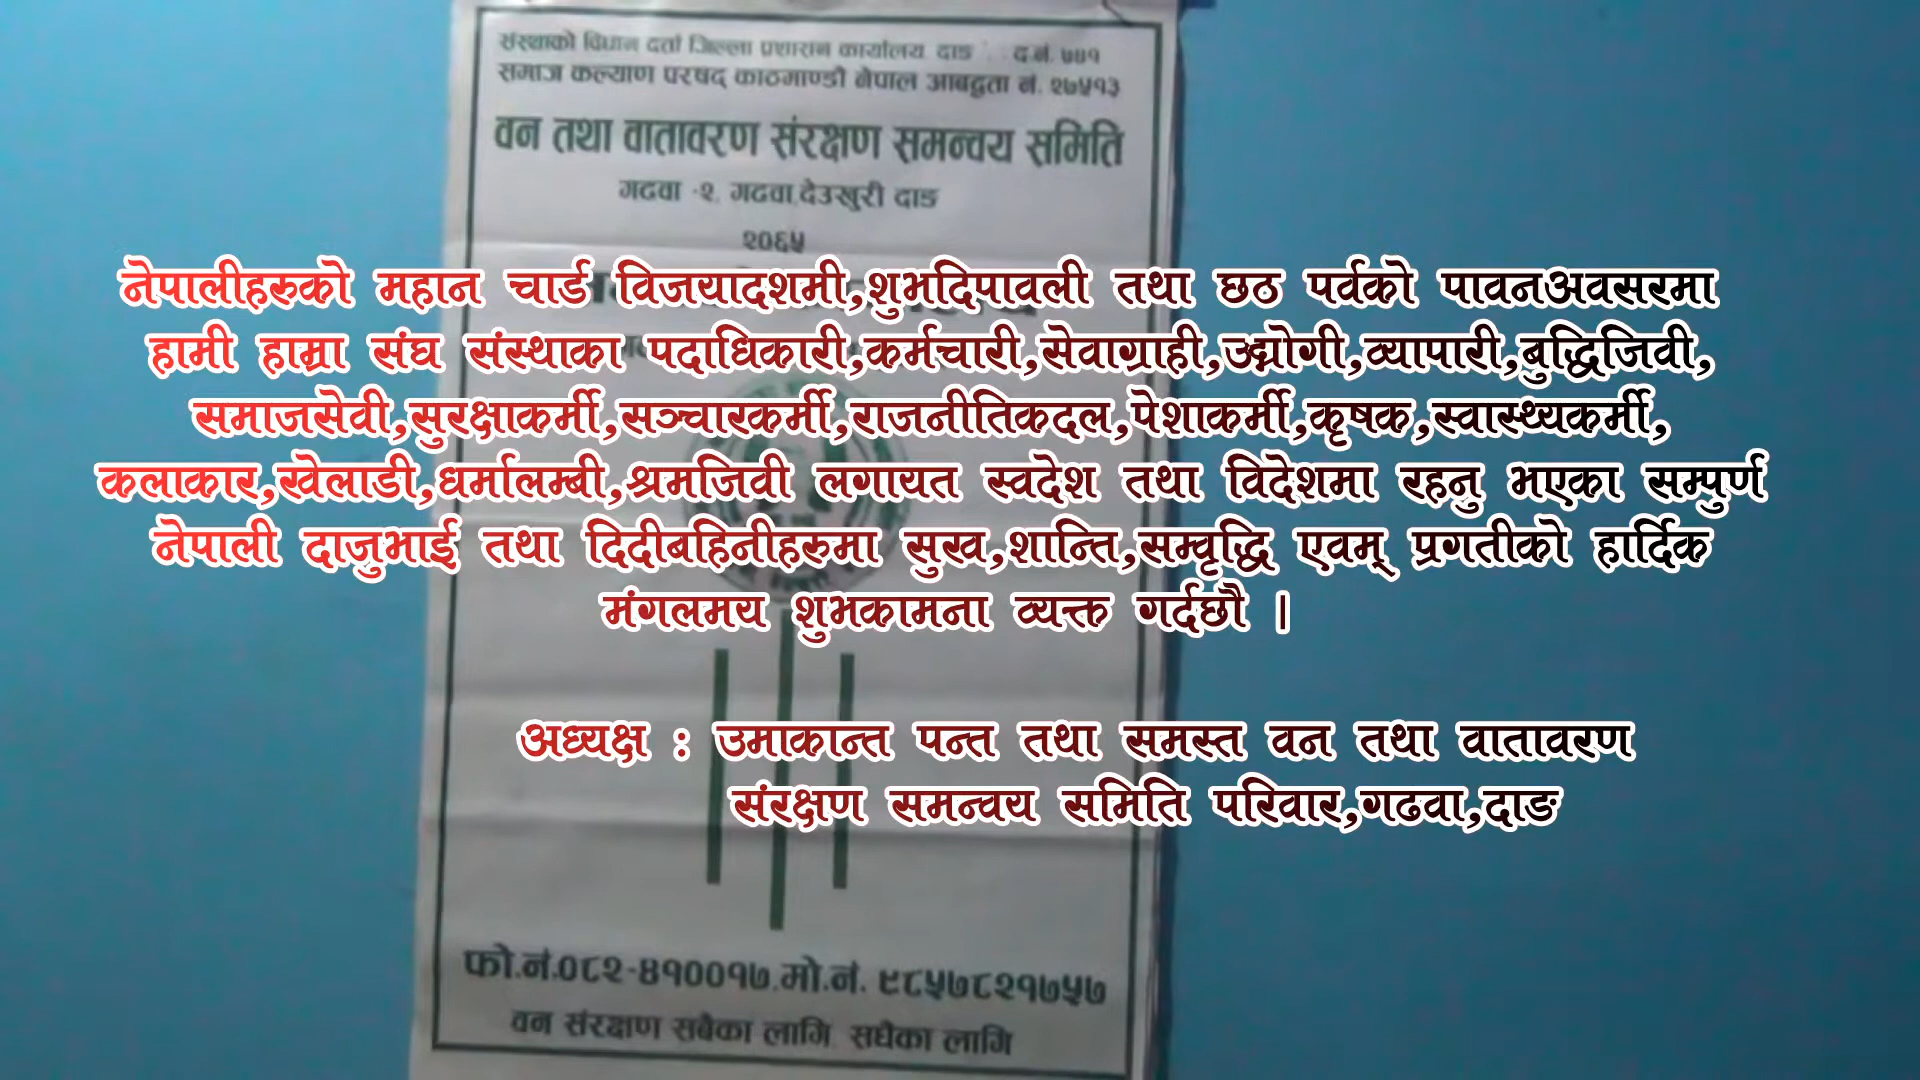 संस्थाको विधान दर्ता जिल्ला प्रशासन कार्यालय दाङ द.नं. ७४१
समाज कल्याण परषद् काठमाण्डौ नेपाल आबद्धता नं. २७५१३
वन तथा वातावरण संरक्षण समन्वय समिति
गढवा -२, गढवा,देउखुरी दाङ
२०६५
नेपालीहरुको महान चार्ड विजयादशमी,शुभदिपावली तथा छठ पर्वको पावनअवसरमा
हामी हाम्रा संघ संस्थाका पदाधिकारी,कर्मचारी,सेवाग्राही,उद्योगी,व्यापारी,बुद्धिजिवी,
समाजसेवी,सुरक्षाकर्मी,सञ्चारकर्मी,राजनीतिकदल,पेशाकर्मी,कृषक,स्वास्थ्यकर्मी,
कलाकार,खेलाडी,धर्मालम्बी,श्रमजिवी लगायत स्वदेश तथा विदेशमा रहनु भएका सम्पुर्ण
नेपाली दाजुभाई तथा दिदीबहिनीहरुमा सुख,शान्ति,सम्वृद्धि एवम् प्रगतीको हार्दिक
मंगलमय शुभकामना व्यक्त गर्दछौ |
अध्यक्ष : उमाकान्त पन्त तथा समस्त वन तथा वातावरण
संरक्षण समन्वय समिति परिवार,गढवा,दाङ
फो.नं.०८२-४१००१७,मो.नं. ९८५७८२१७५७
वन संरक्षण सबैका लागि सधैका लागि